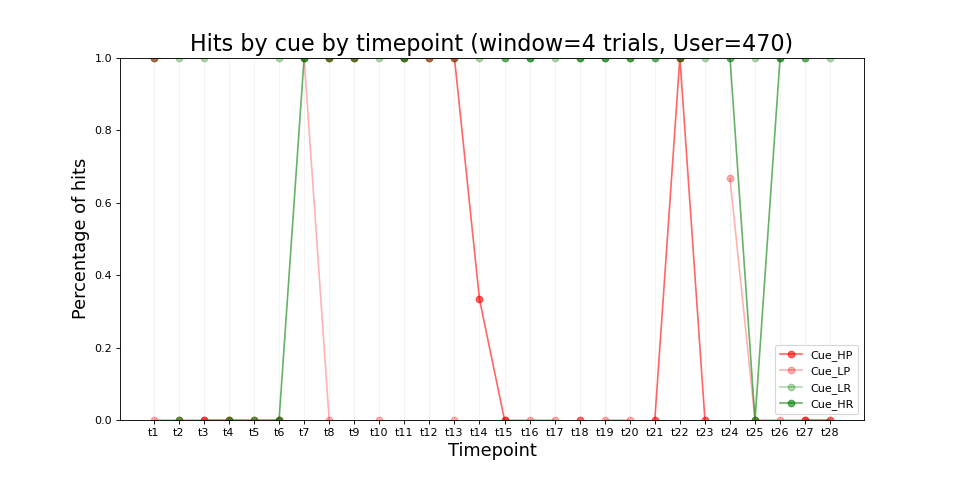 Hits by cue by timepoint (window=4 trials, User=470)
Percentage of hits
1.0
0.8
0.6
0.4
0.2
0.0
Cue_HP
Cue_LP
Cue_LR
Cue_HR
t1 t2 t3 t4 t5 t6 t7 t8 t9 t10 t11 t12 t13 t14 t15 t16 t17 t18 t19 t20 t21 t22 t23 t24 t25 t26 t27 t28
Timepoint